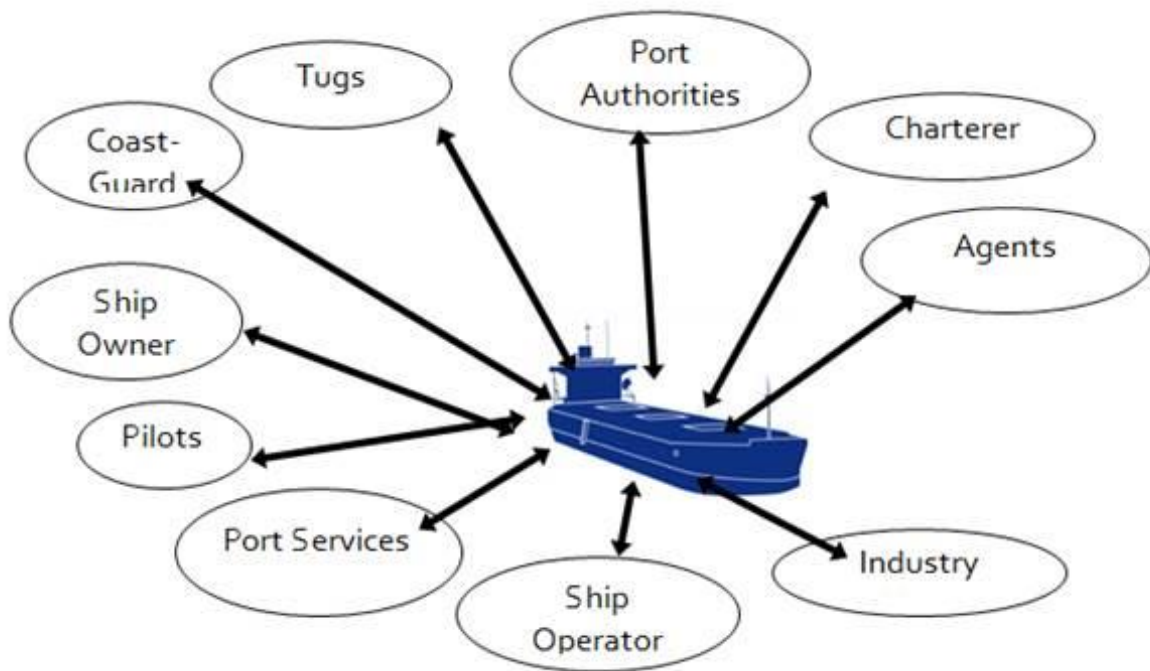 Tugs
Port
Authorities
Charterer
Coast-
Guard
Agents
Ship
Owner
Pilots
Port Services
Industry
Ship
Operator